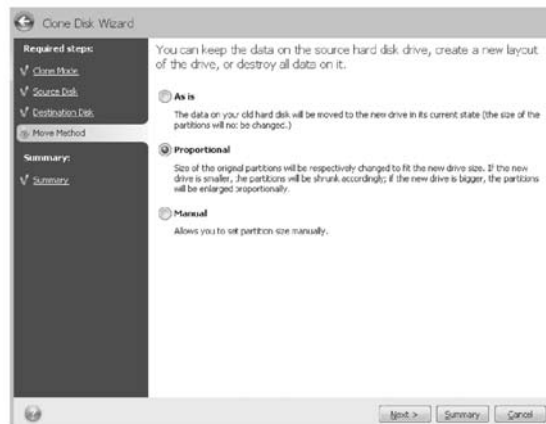 Clone Disk Wizard
Required steps:
Clone Mode
Source Disk
Destination Disk
Move Method
Summary:
Summary
You can keep the data on the source hard disk drive, create a new layout
of the drive, or destroy all data on it.
As is
The data on your old hard disk will be moved to the new drive in its current state (the size of the
partitions will not be changed.)
Proportional
Size of the original partitions will be respectively changed to fit the new drive size. If the new
drive is smaller, the partitions will be shrunk accordingly; if the new drive is bigger, the partitions
will be enlarged proportionally.
Manual
Allows you to set partition size manually.
Next >
Summary
Cancel